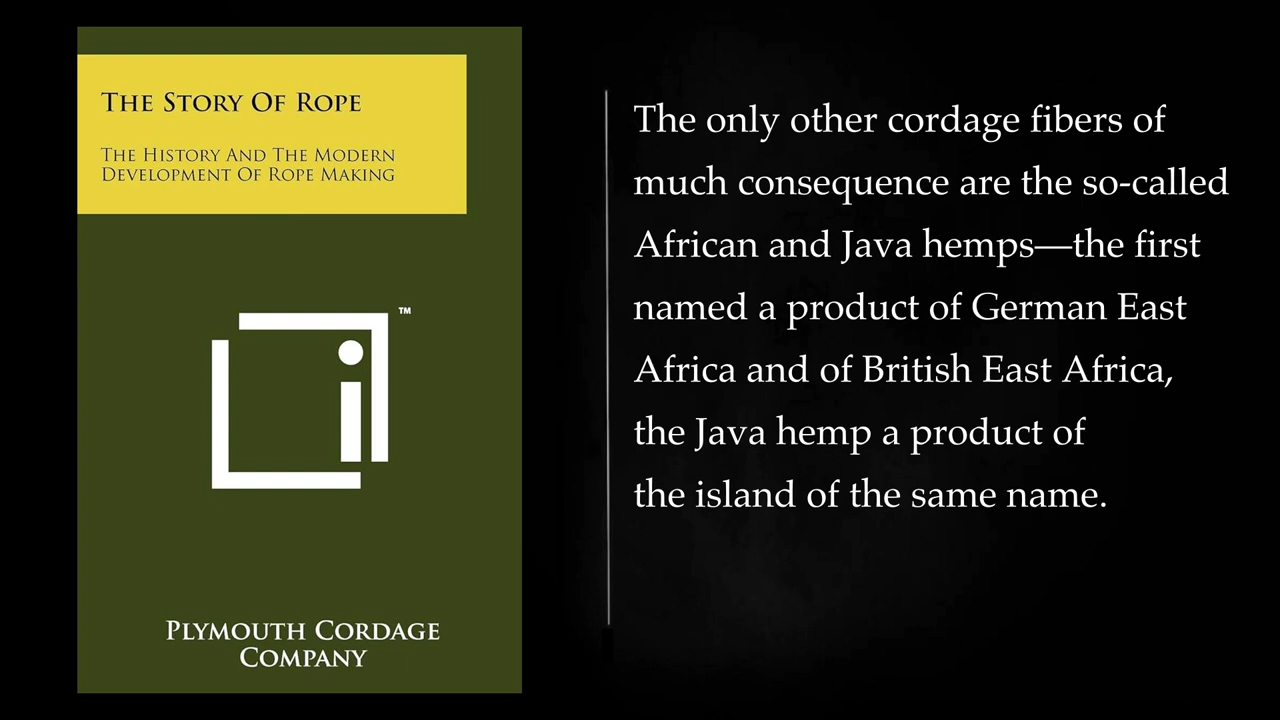 The Story Of Rope
The History And The Modern
Development Of Rope Making
TM
Plymouth Cordage
Company
The only other cordage fibers of
much consequence are the so-called
African and Java hemps—the first
named a product of German East
Africa and of British East Africa,
the Java hemp a product of
the island of the same name.